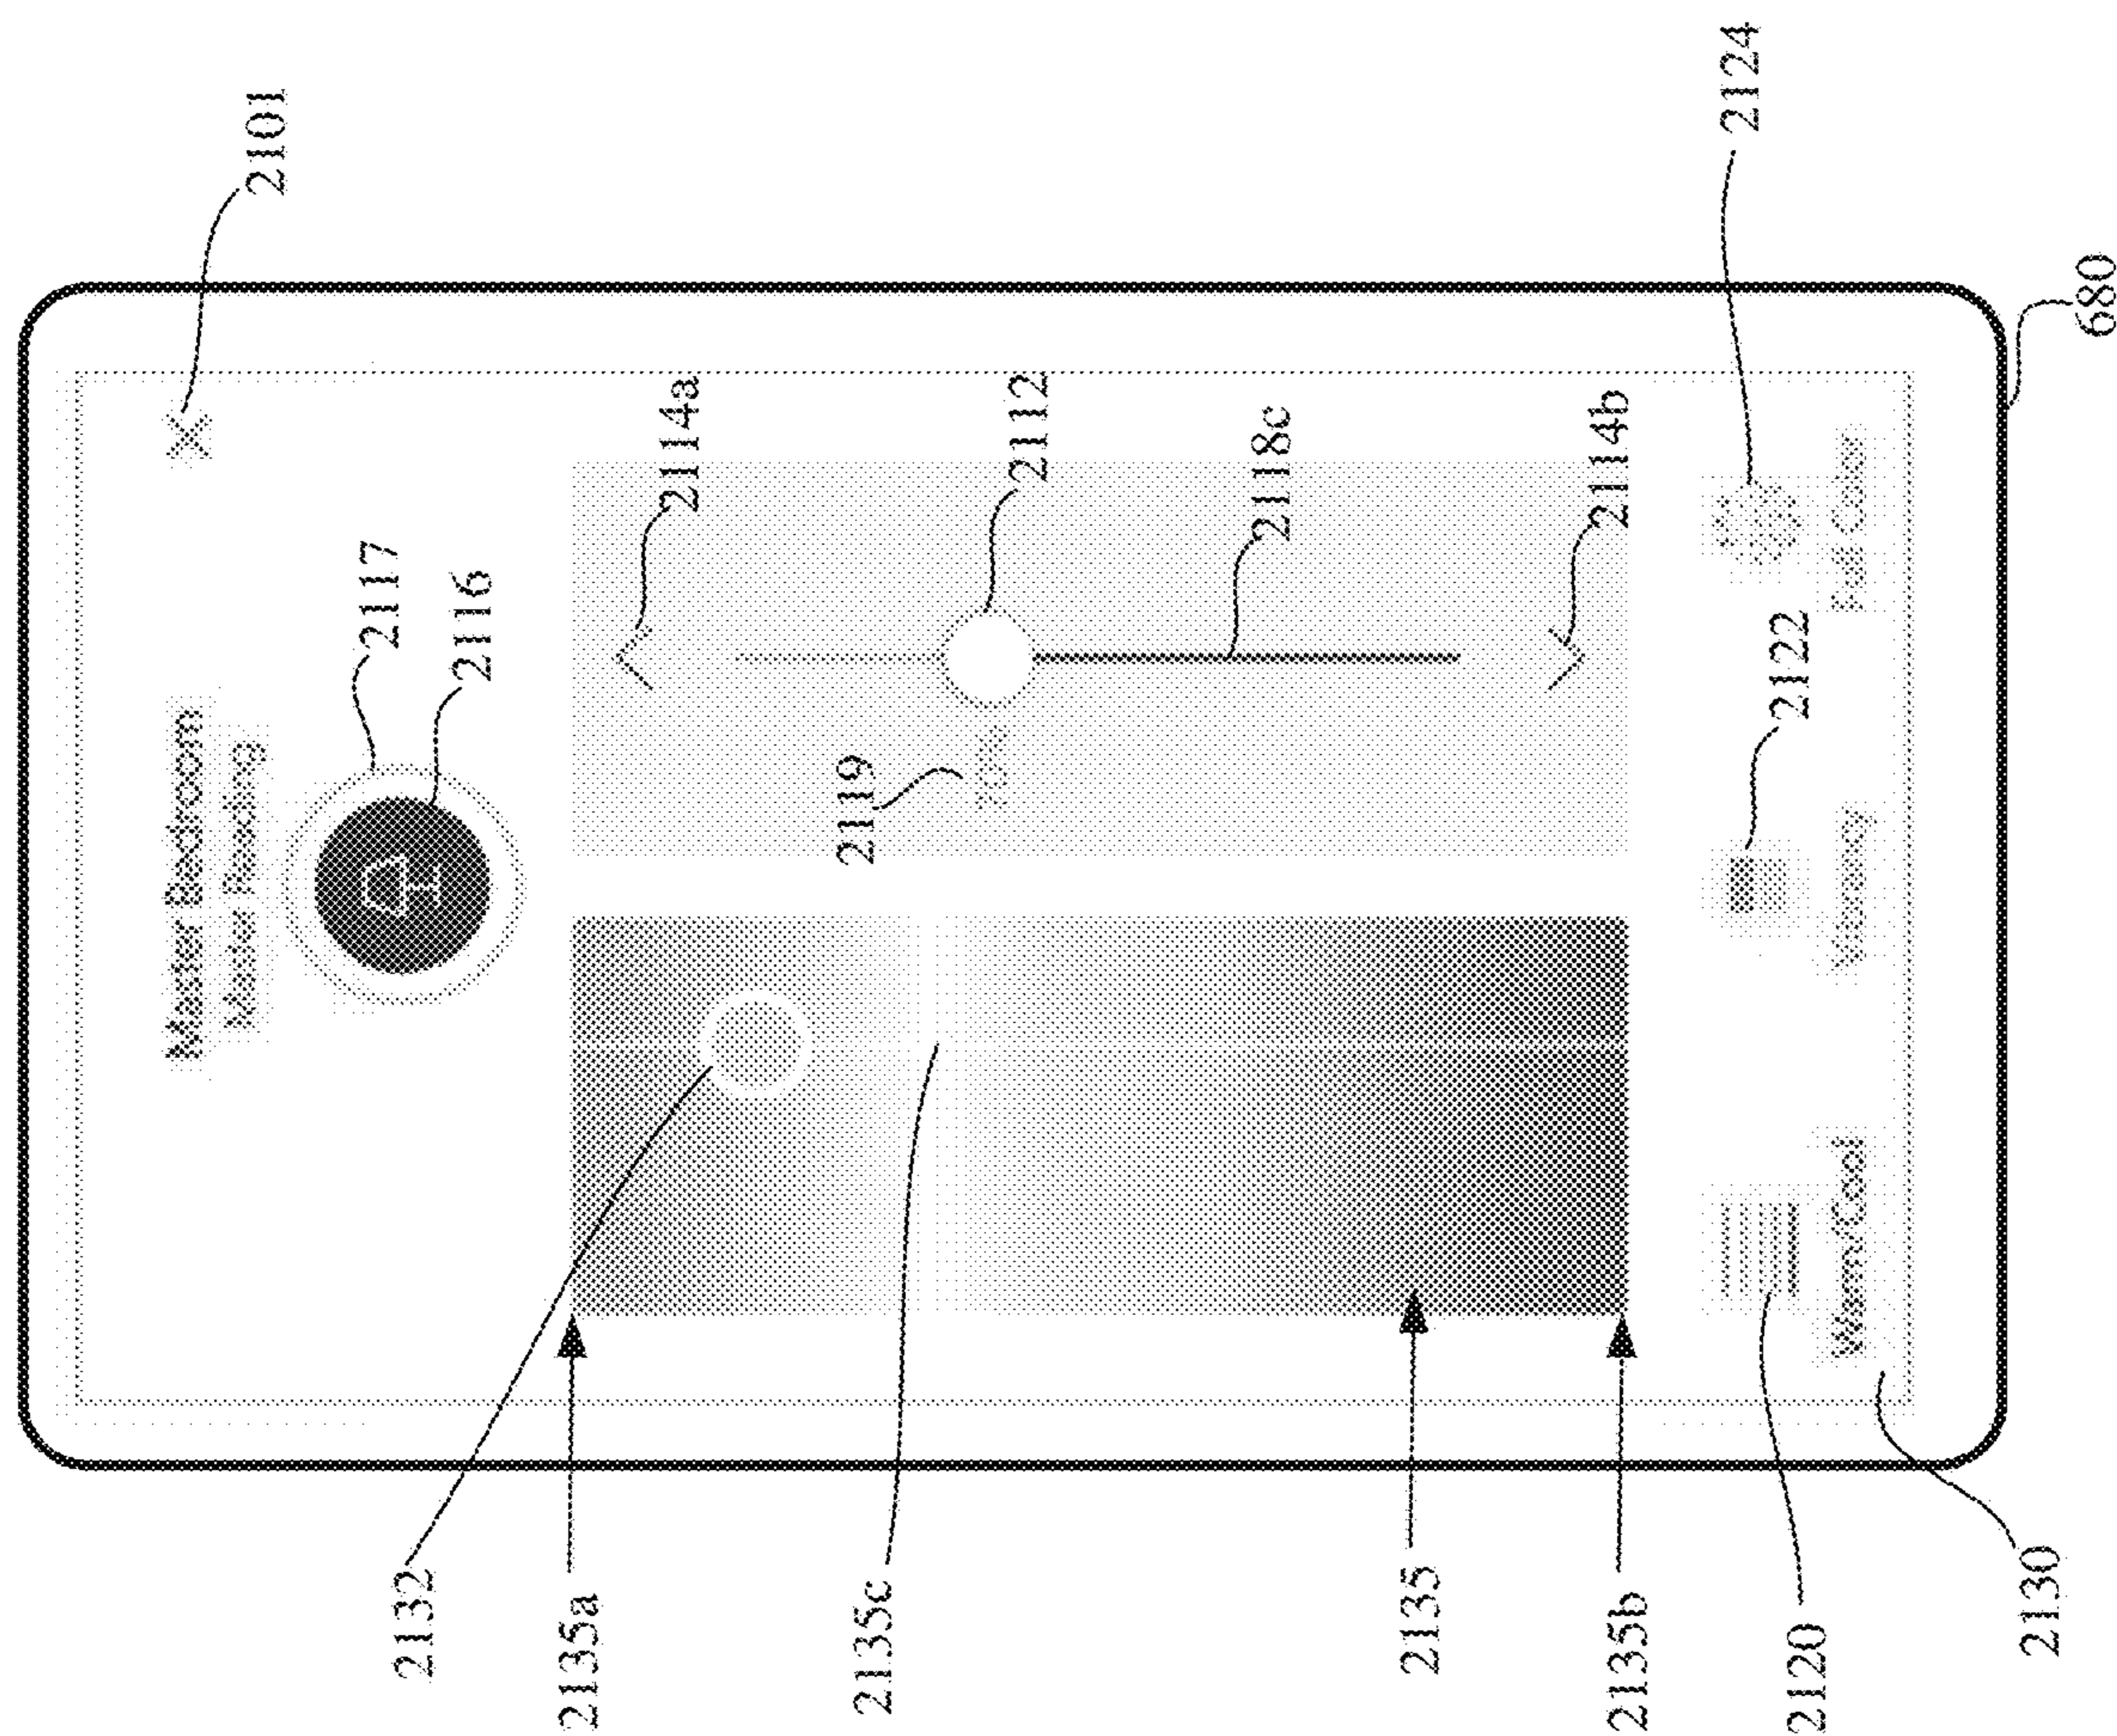 Master Bedroom
Master Reading
2101
2117
2132
2116
2135a
2114a
2119
2135c
2112
2118c
2135
2114b
2135b
2124
2122
2120
Warm/Cool
Full Color
2130
680